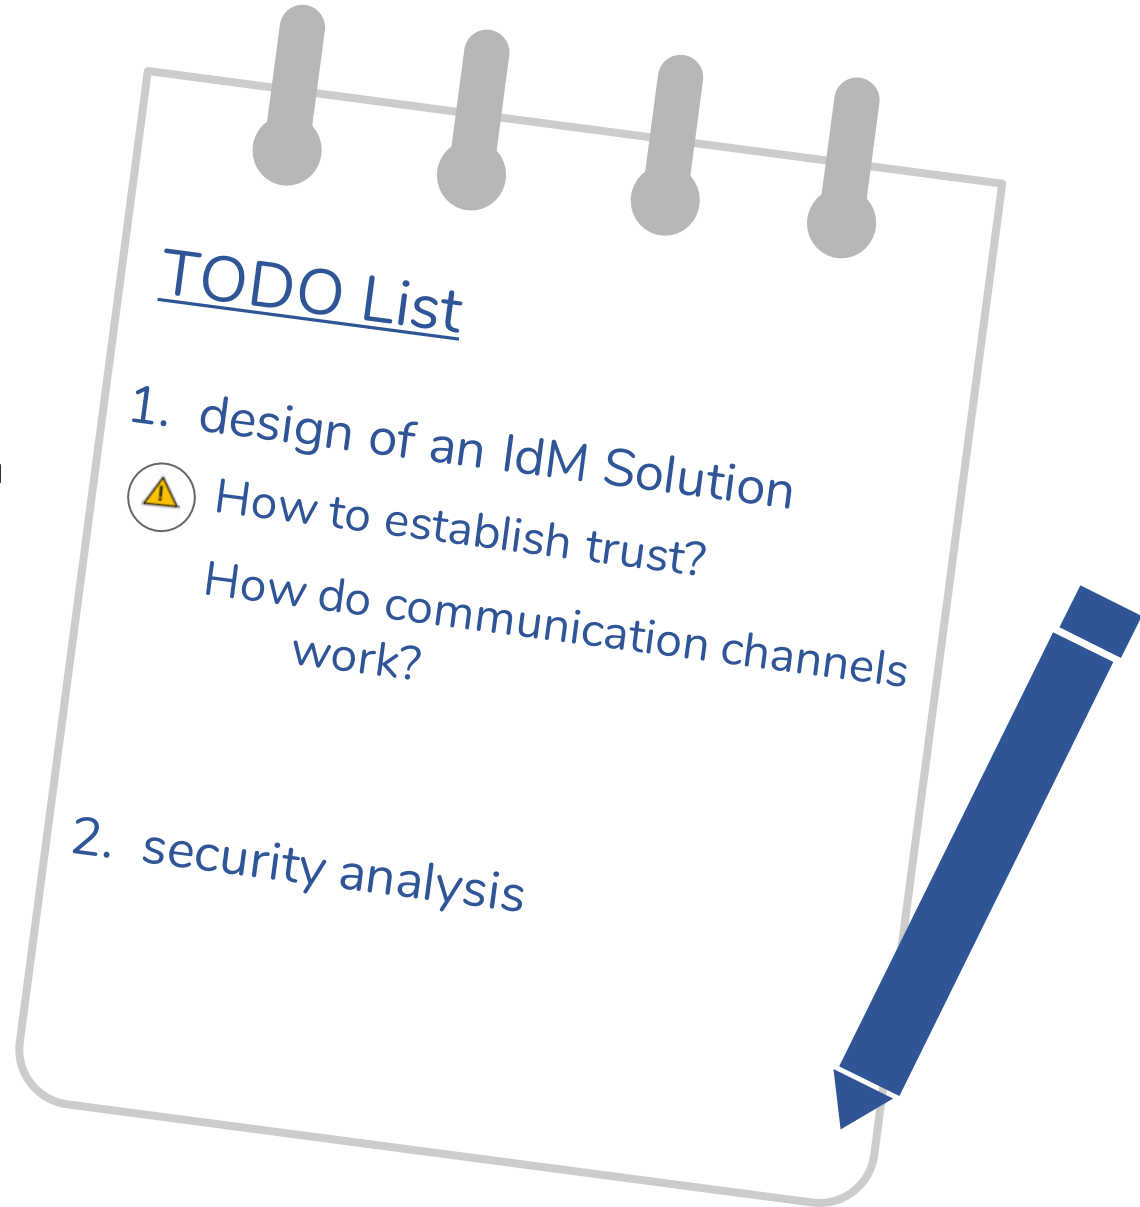 TODO List
1. design of an IdM Solution
How to establish trust?
How do communication channels
work?
2. security analysis